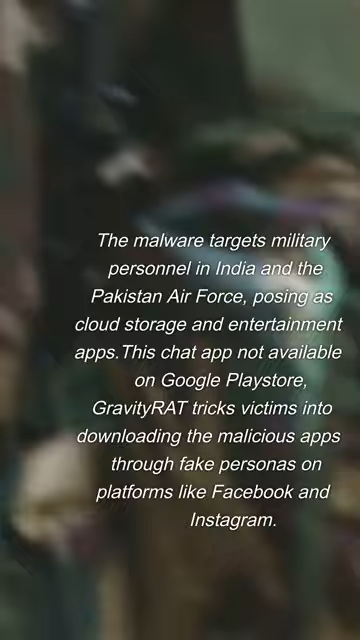 The malware targets military
personnel in India and the
Pakistan Air Force, posing as
cloud storage and entertainment
apps.This chat app not available
on Google Playstore,
GravityRAT tricks victims into
downloading the malicious apps
through fake personas on
platforms like Facebook and
Instagram.